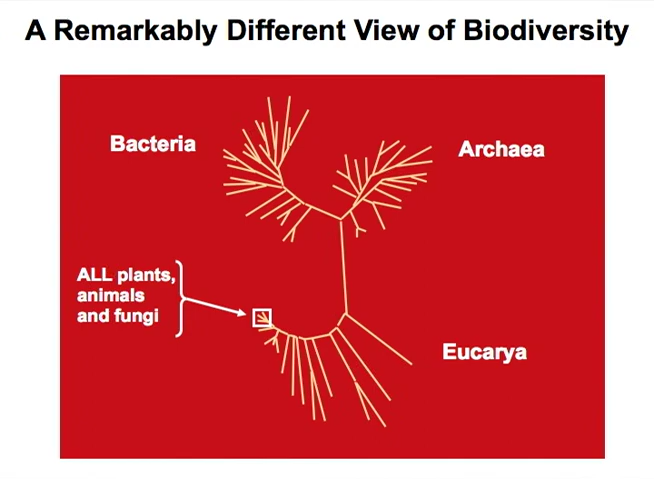 A Remarkably Different View of Biodiversity
Bacteria
Archaea
ALL plants,
animals
and fungi
Eucarya